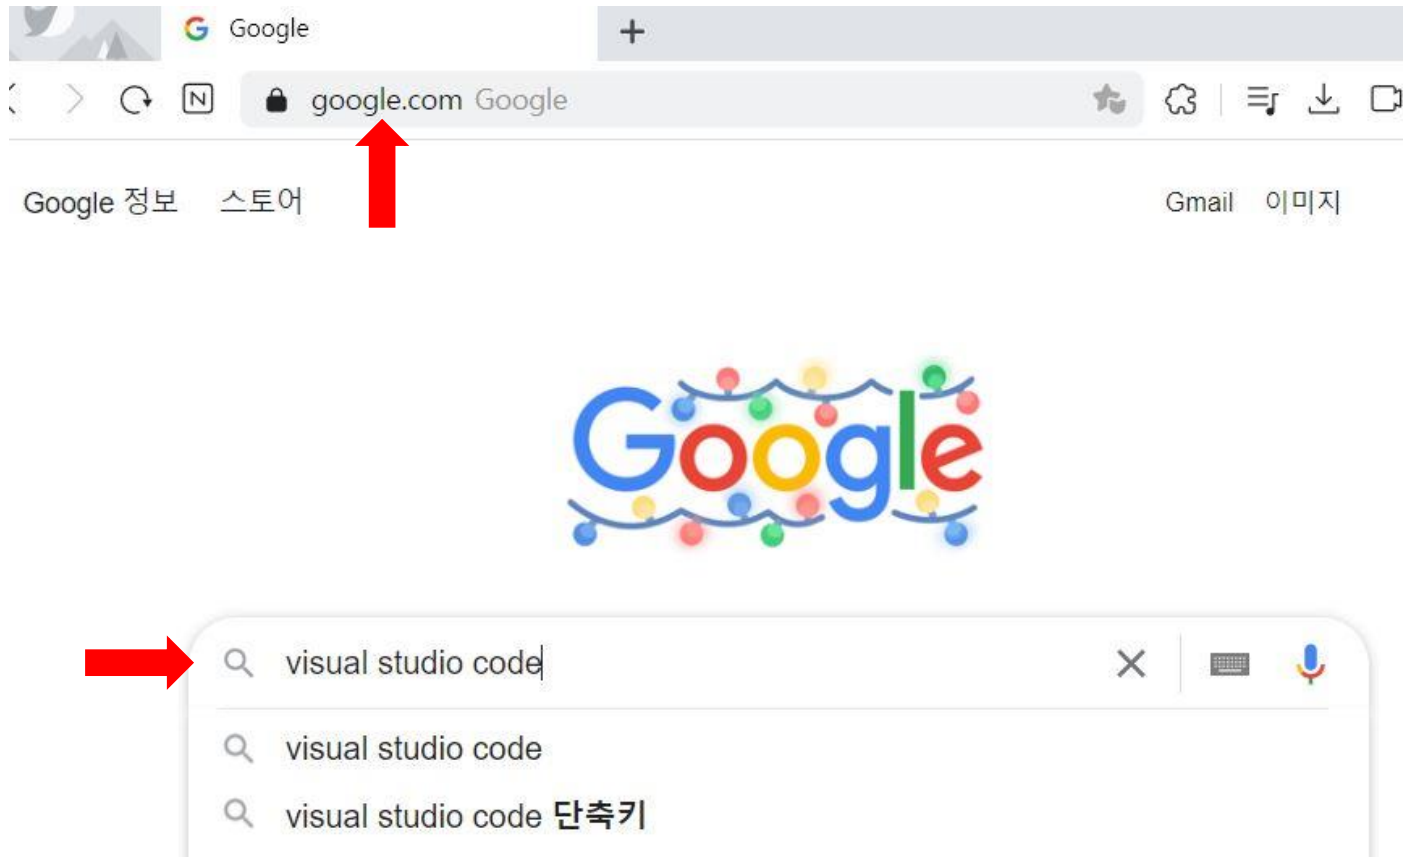 Google
google.com Google
Google 정보 스토어 Gmail 이미지
Google
visual studio code
visual studio code
visual studio code 단축키